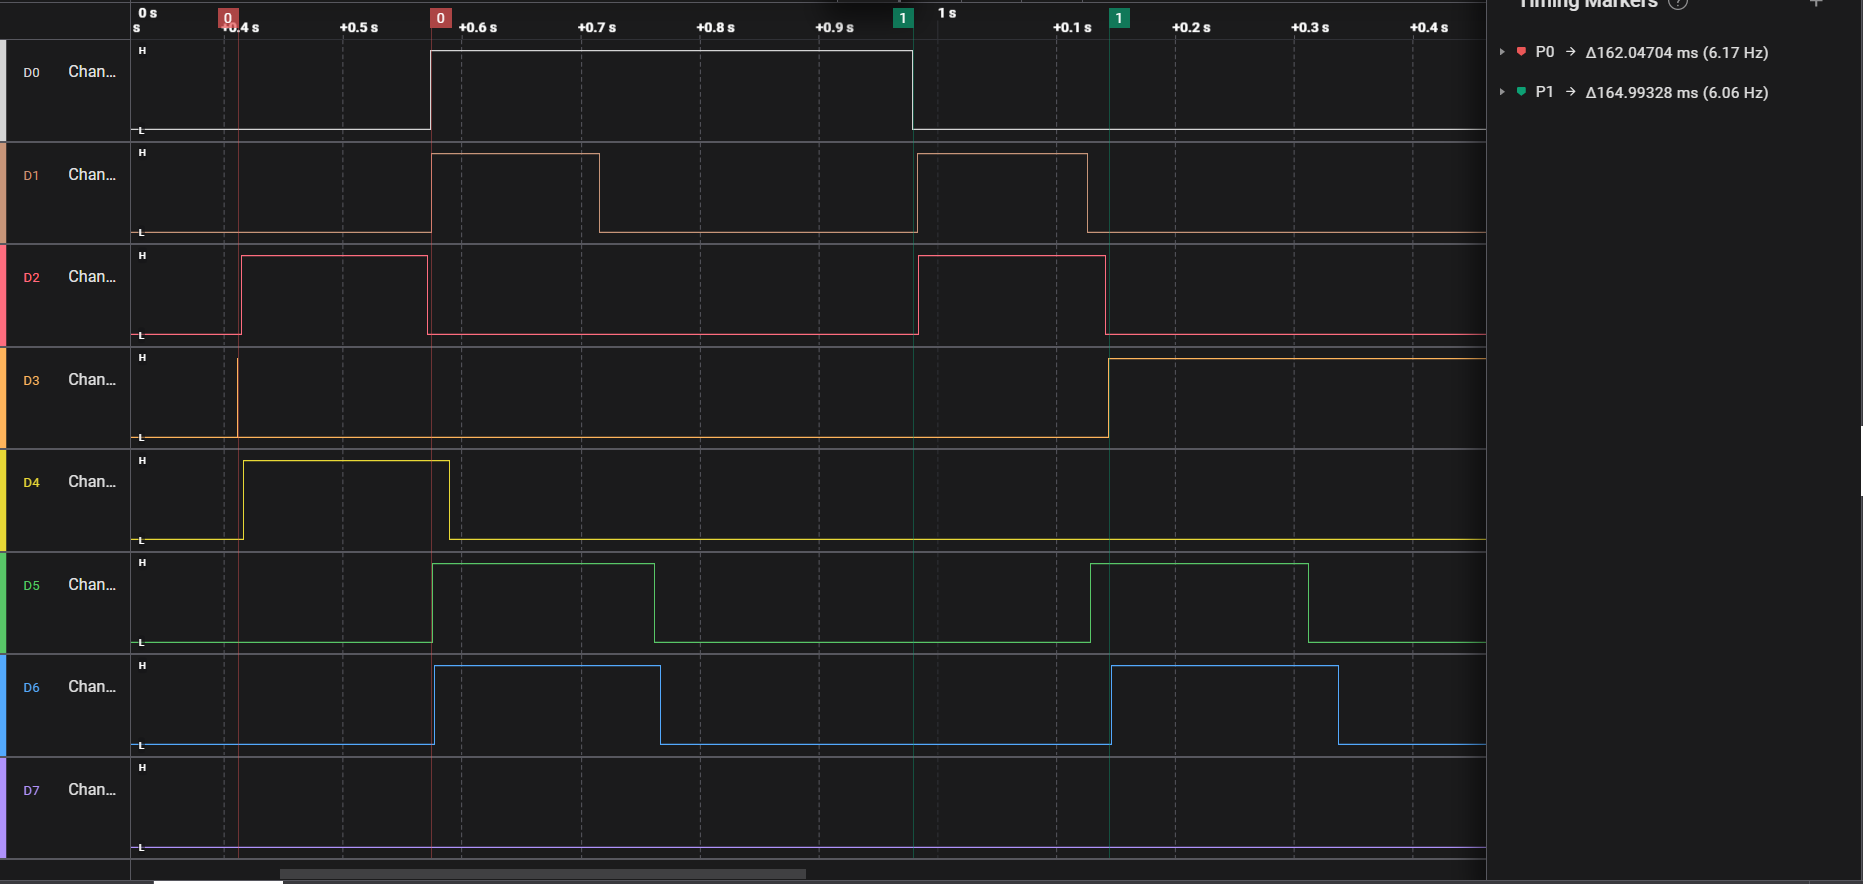 0 s
1 s
0
0
1
1
s
+0.4 s
+0.5 s
+0.6 s
+0.7 s
+0.8 s
+0.9 s
+0.1 s
+0.2 s
+0.3 s
+0.4 s
Timing Markers ?
P0 → Δ162.04704 ms (6.17 Hz)
P1 → Δ164.99328 ms (6.06 Hz)
D0 Chan...
H
L
D1 Chan...
H
L
D2 Chan...
H
L
D3 Chan...
H
L
D4 Chan...
H
L
D5 Chan...
H
L
D6 Chan...
H
L
D7 Chan...
H
L